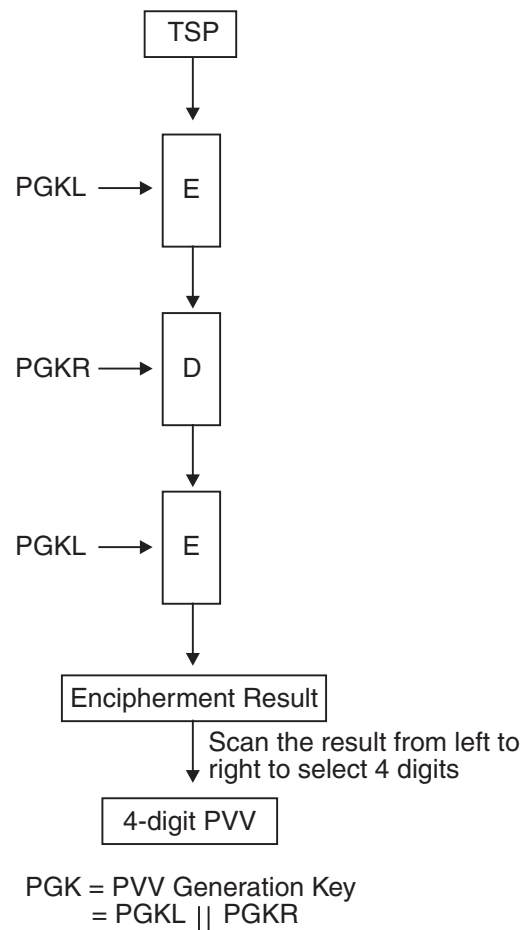 TSP
PGKL
E
PGKR
D
PGKL
E
Encipherment Result
Scan the result from left to
right to select 4 digits
4-digit PVV
PGK = PVV Generation Key
= PGKL || PGKR